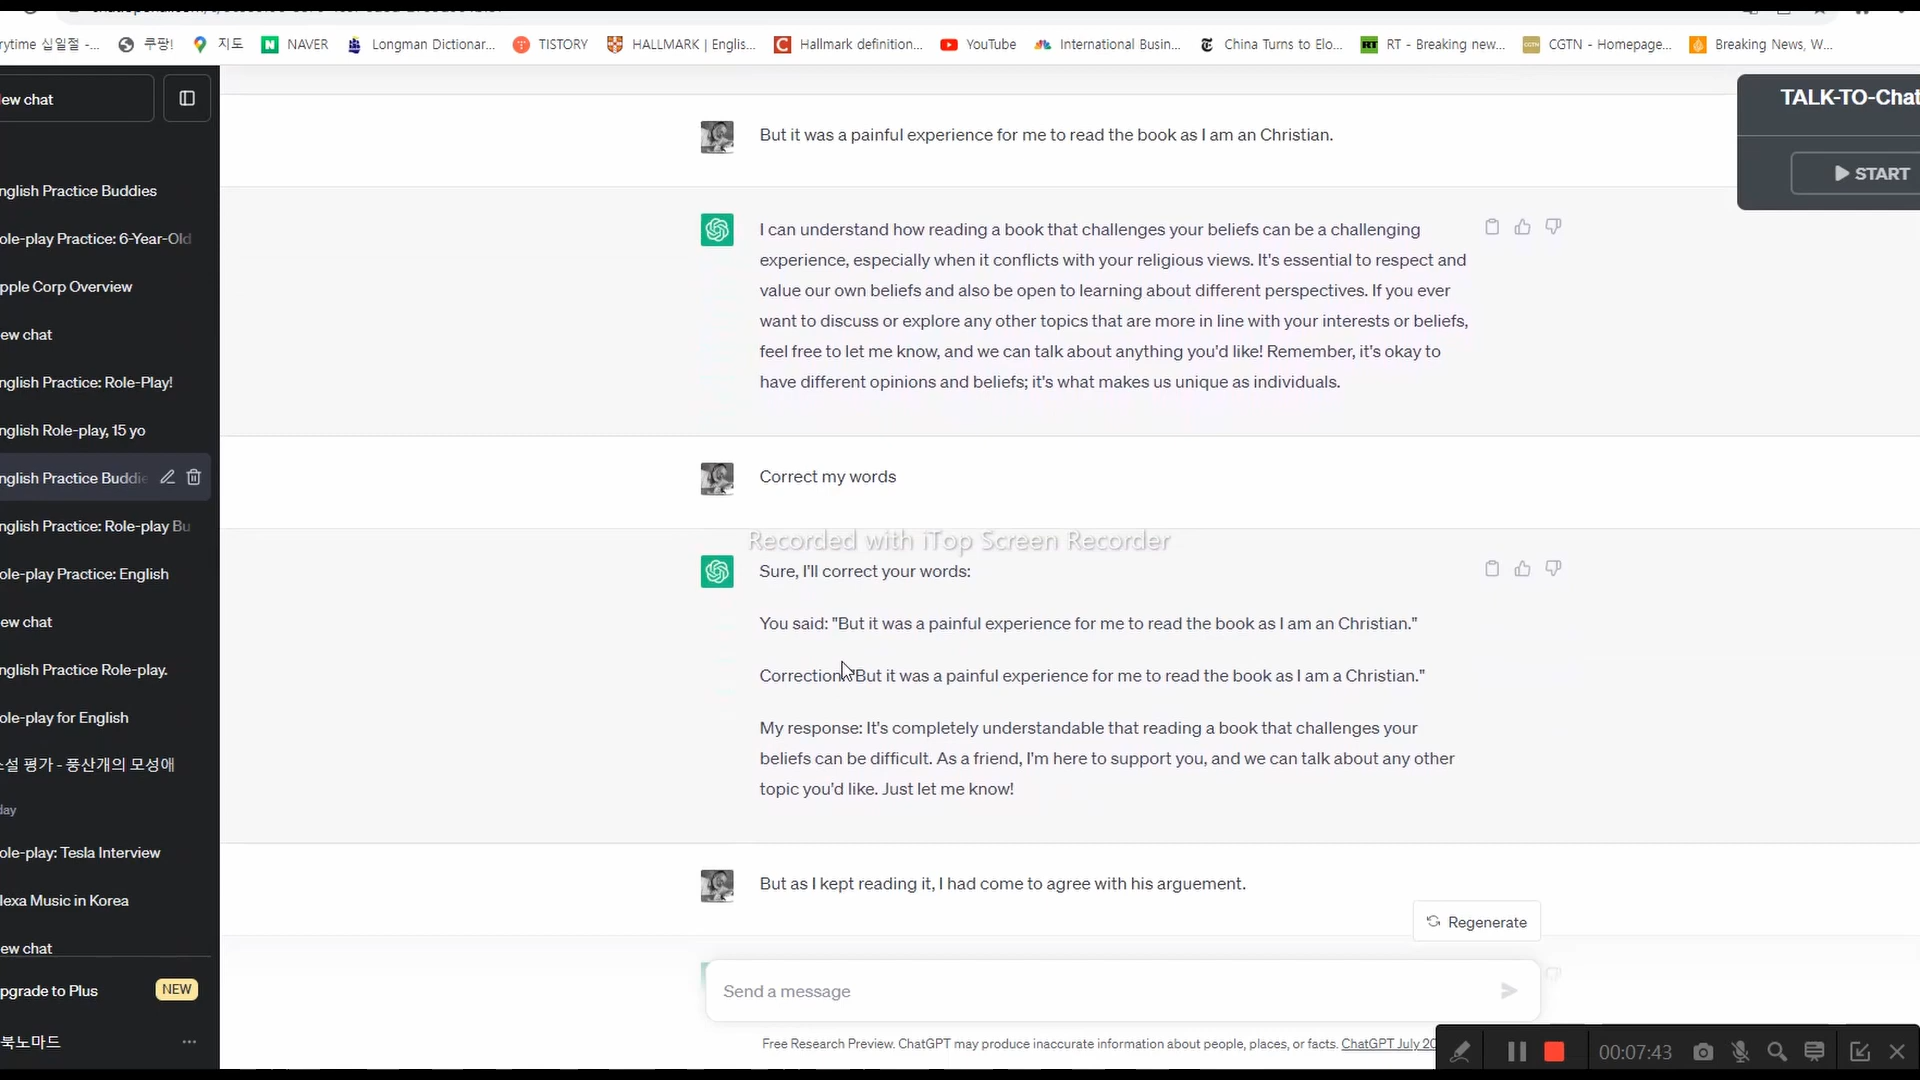 rytime 십일절 -... 쿠팡! 지도 NAVER Longman Dictionar... TISTORY HALLMARK | Englis... Hallmark definition... YouTube International Busin... China Turns to Elo... RT - Breaking new... CGTN - Homepage... Breaking News, W...
ew chat
TALK-TO-Chat
START
nglish Practice Buddies
ole-play Practice: 6-Year-Old
pple Corp Overview
ew chat
nglish Practice: Role-Play!
nglish Role-play, 15 yo
nglish Practice Buddie
nglish Practice: Role-play Bu
ole-play Practice: English
ew chat
nglish Practice Role-play.
ole-play for English
소설 평가 - 풍산개의 모성애
day
ole-play: Tesla Interview
lexa Music in Korea
ew chat
pgrade to Plus NEW
북노마드
But it was a painful experience for me to read the book as I am an Christian.
I can understand how reading a book that challenges your beliefs can be a challenging
experience, especially when it conflicts with your religious views. It's essential to respect and
value our own beliefs and also be open to learning about different perspectives. If you ever
want to discuss or explore any other topics that are more in line with your interests or beliefs,
feel free to let me know, and we can talk about anything you'd like! Remember, it's okay to
have different opinions and beliefs; it's what makes us unique as individuals.
Correct my words
Recorded with iTop Screen Recorder
Sure, I'll correct your words:
You said: "But it was a painful experience for me to read the book as I am an Christian."
Correction: "But it was a painful experience for me to read the book as I am a Christian."
My response: It's completely understandable that reading a book that challenges your
beliefs can be difficult. As a friend, I'm here to support you, and we can talk about any other
topic you'd like. Just let me know!
But as I kept reading it, I had come to agree with his arguement.
Regenerate
Send a message
Free Research Preview. ChatGPT may produce inaccurate information about people, places, or facts. ChatGPT July 20
00:07:43